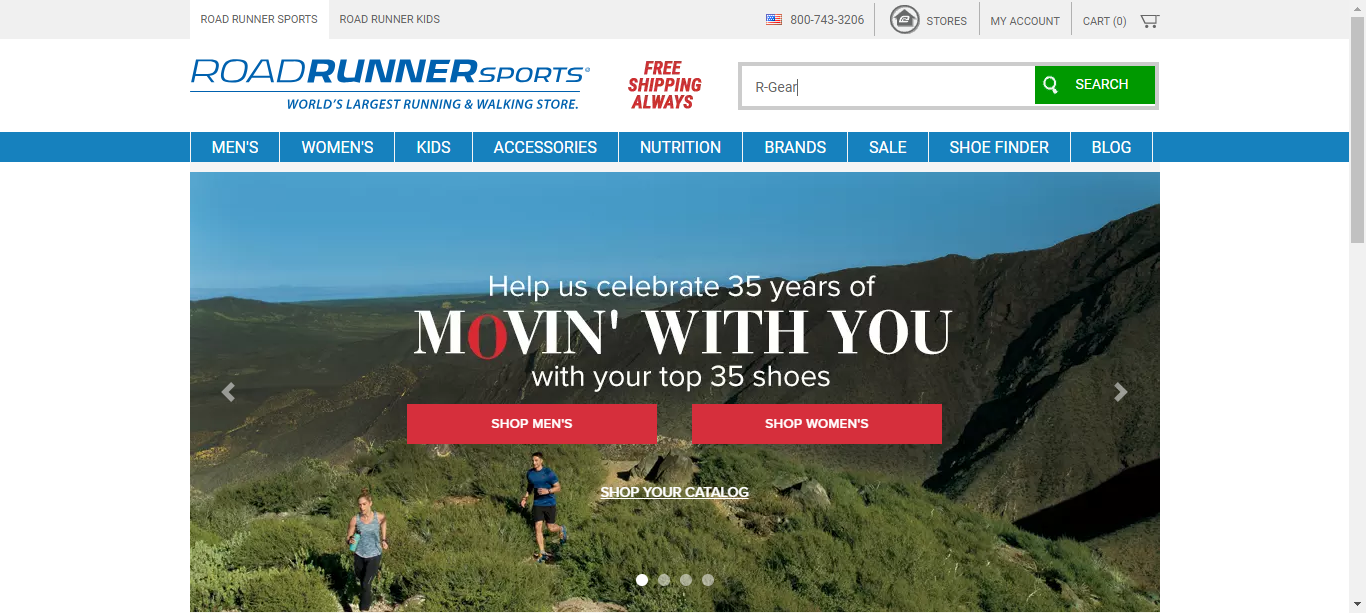 ROAD RUNNER SPORTS
ROAD RUNNER KIDS
800-743-3206
STORES
MY ACCOUNT
CART (0)
ROADRUNNERSPORTS®
WORLD'S LARGEST RUNNING & WALKING STORE.
FREE
SHIPPING
ALWAYS
R-Gear
SEARCH
MEN'S
WOMEN'S
KIDS
ACCESSORIES
NUTRITION
BRANDS
SALE
SHOE FINDER
BLOG
Help us celebrate 35 years of
MOVIN' WITH YOU
with your top 35 shoes
SHOP MEN'S
SHOP WOMEN'S
SHOP YOUR CATALOG